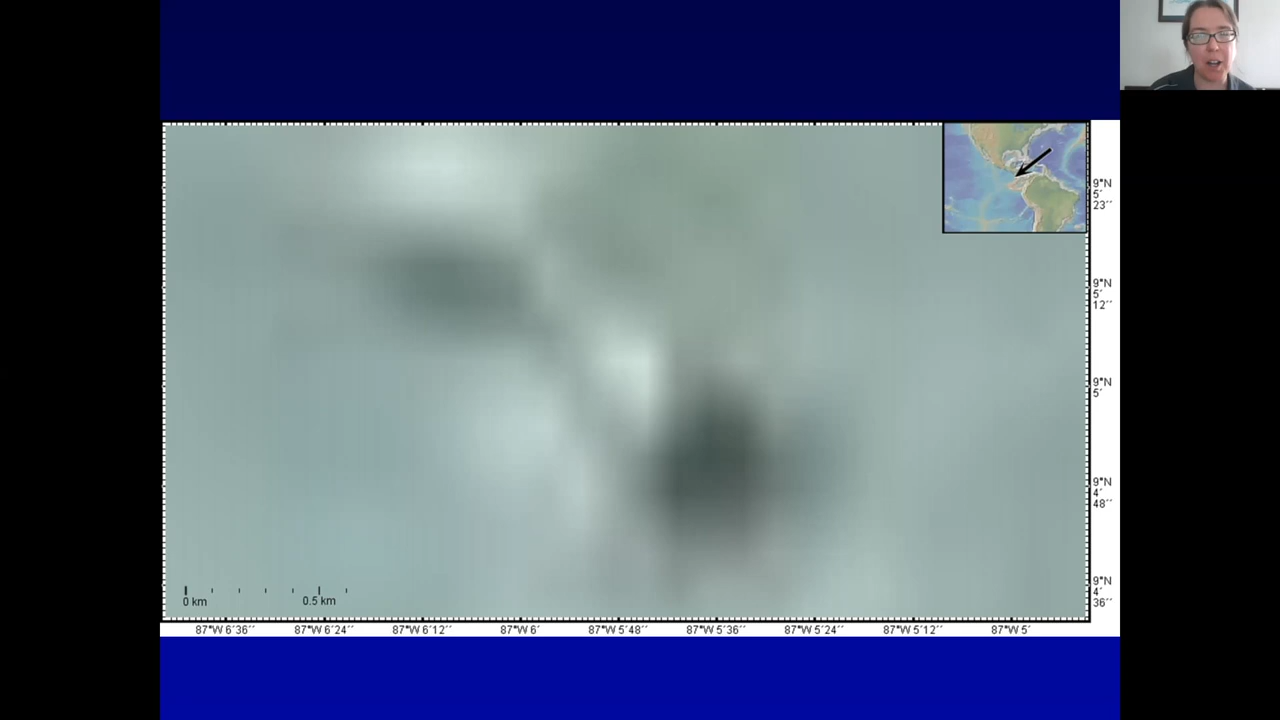 9°N
5′
23′′
9°N
5′
12′′
9°N
5′
9°N
4′
48′′
9°N
4′
36′′
0 km
0.5 km
87°W 6′36′′
87°W 6′24′′
87°W 6′12′′
87°W 6′
87°W 5′48′′
87°W 5′36′′
87°W 5′24′′
87°W 5′12′′
87°W 5′